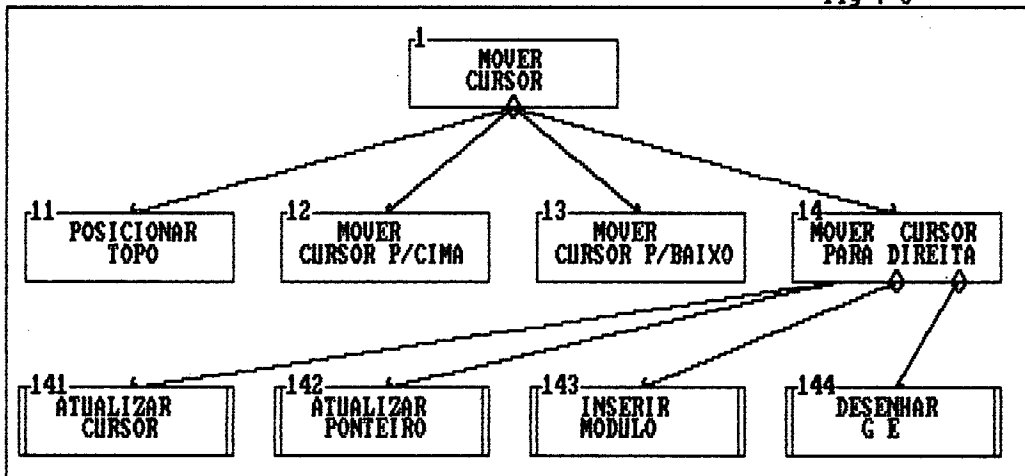 1
MOVER
CURSOR
11
POSICIONAR
TOPO
12
MOVER
CURSOR P/CIMA
13
MOVER
CURSOR P/BAIXO
14
MOVER CURSOR
PARA DIREITA
141
ATUALIZAR
CURSOR
142
ATUALIZAR
PONTEIRO
143
INSERIR
MODULO
144
DESENHAR
G E